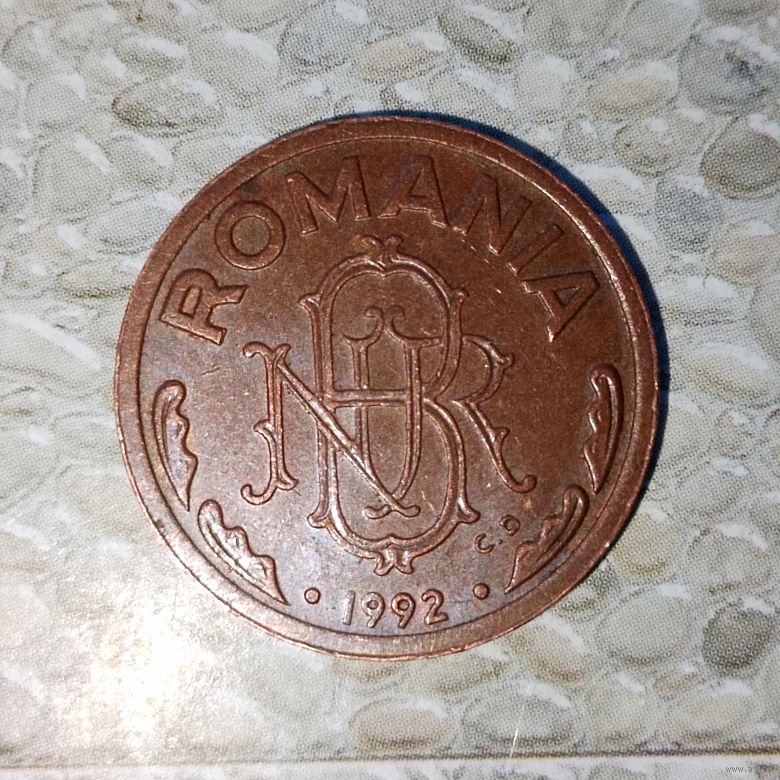 ROMANIA
BNR
C.D
• 1992 •